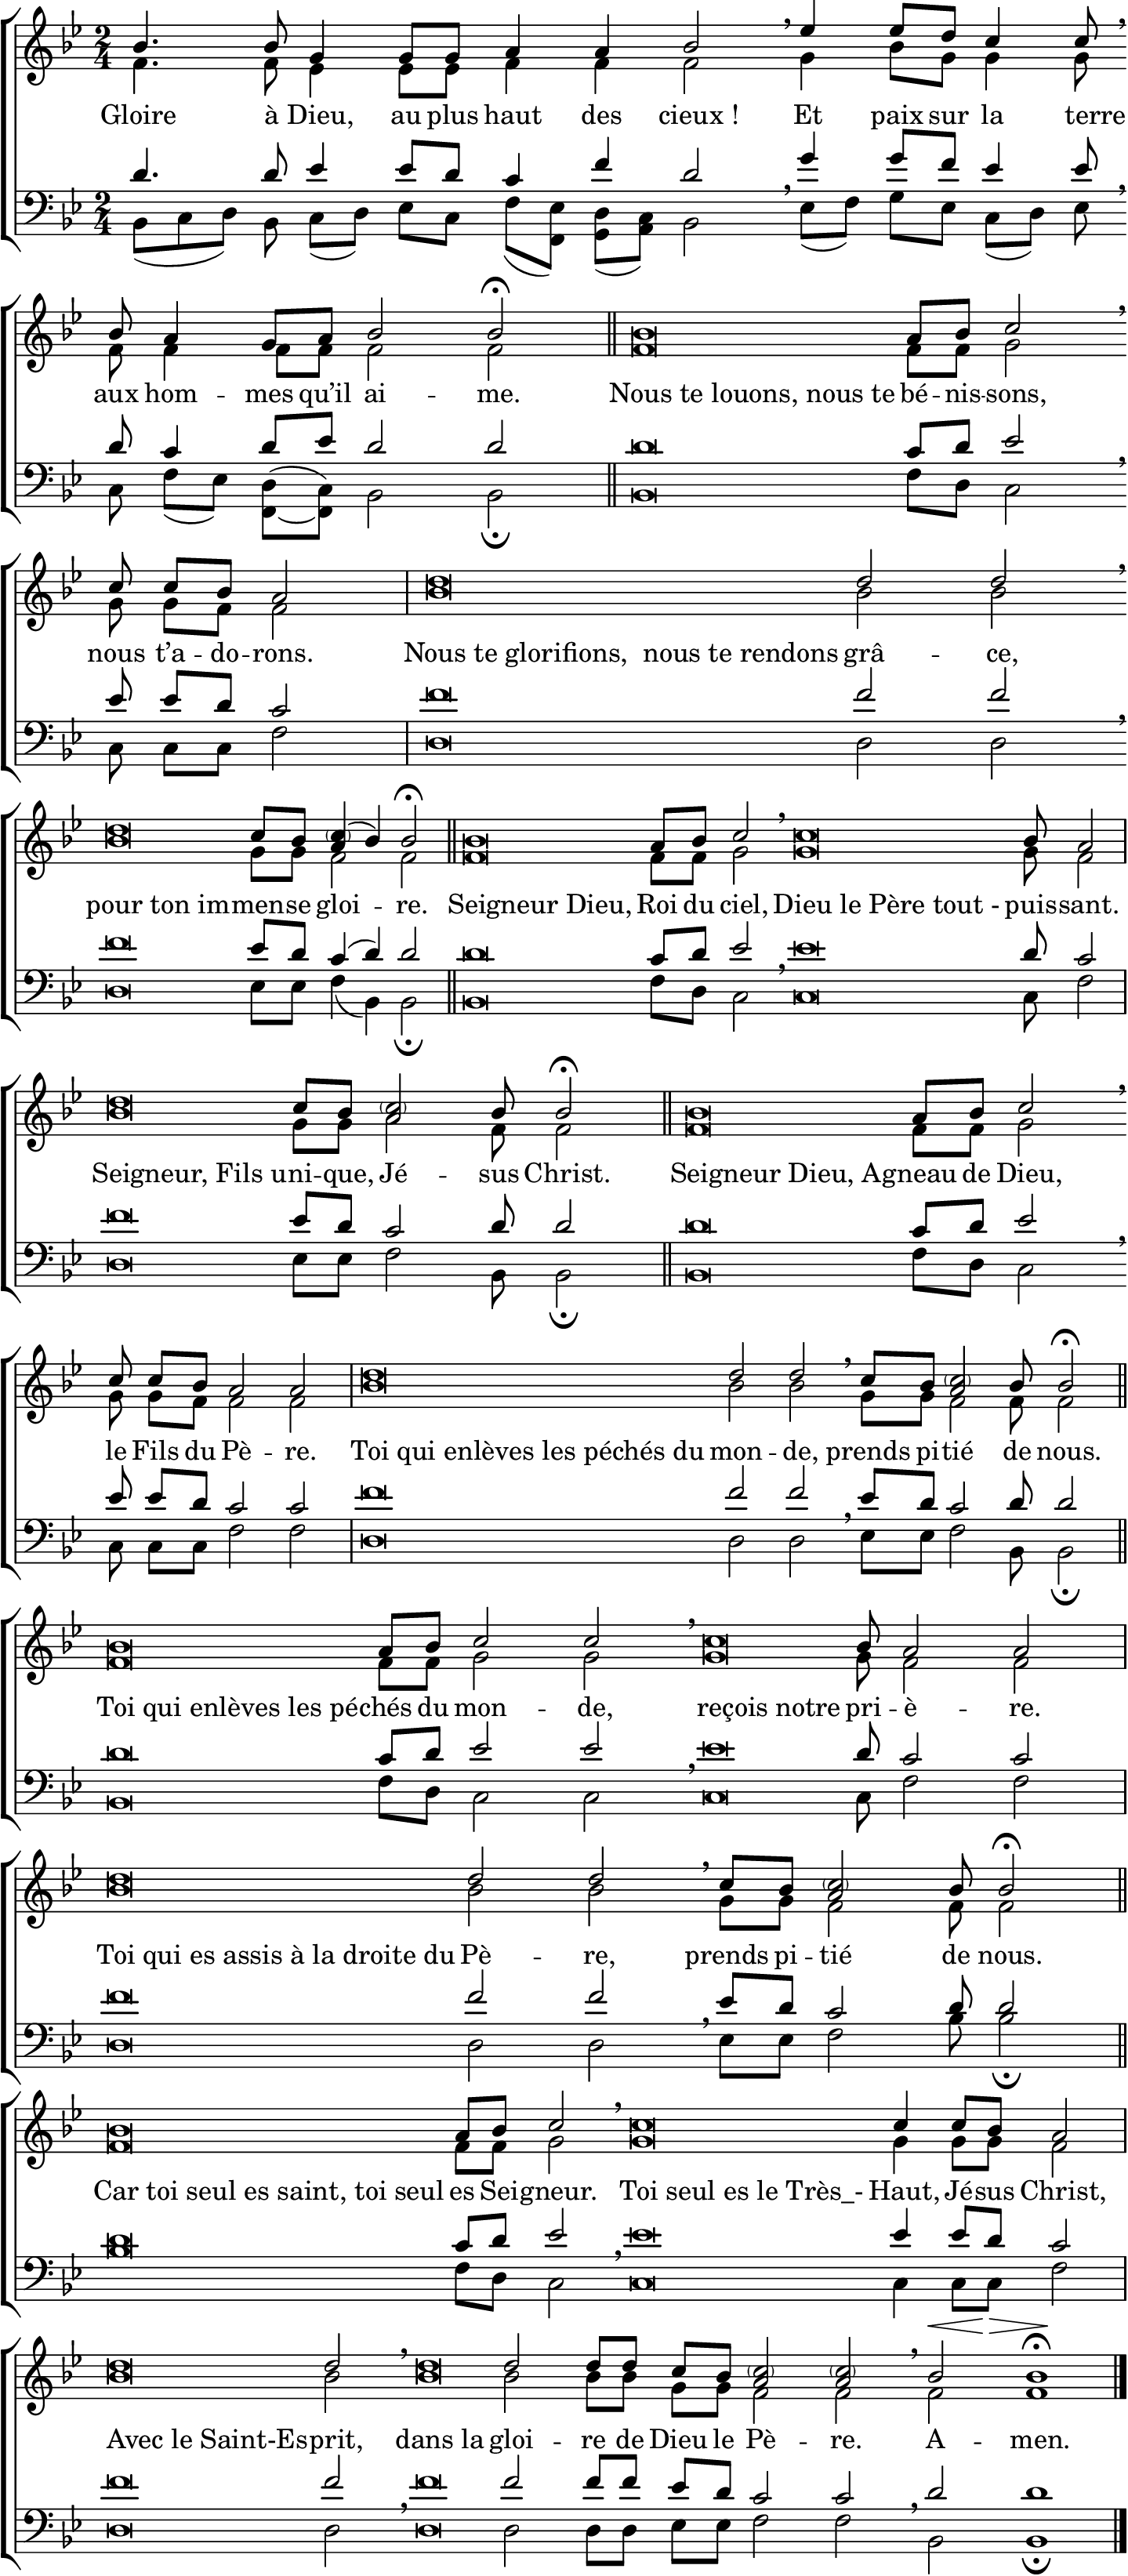 Gloire à Dieu, au plus haut des cieux ! Et paix sur la terre
aux hom -- mes qu’il ai -- me. Nous te louons, nous te bé -- nis -- sons,
nous t’a -- do -- rons. Nous te glorifions, nous te rendons grâ -- ce,
pour ton immense gloi -- re. Seigneur Dieu, Roi du ciel, Dieu le Père tout - puissant.
Seigneur, Fils uni -- que, Jé -- sus Christ. Seigneur Dieu, Agneau de Dieu,
le Fils du Pè -- re. Toi qui enlèves les péchés du mon -- de, prends pitié de nous.
Toi qui enlèves les péchés du mon -- de, reçois notre pri -- è -- re.
Toi qui es assis à la droite du Pè -- re, prends pi -- tié de nous.
Car toi seul es saint, toi seul es Seigneur. Toi seul es le Très_- Haut, Jésus Christ,
Avec le Saint-Esprit, dans la gloi -- re de Dieu le Pè -- re. A -- men.